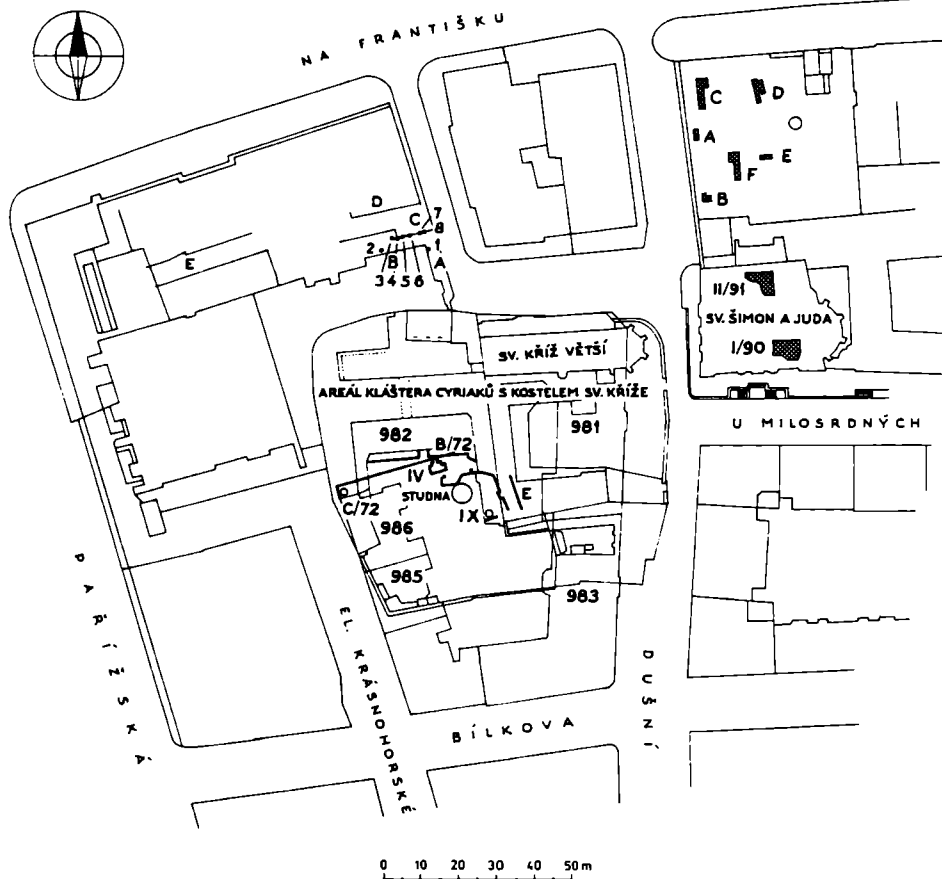 NA FRANTIŠKU
C
D
A
E
F
B
D
7
C
8
E
2
B
1
3 4 5 6
A
II/91
SV. ŠIMON A JUDA
I/90
SV. KŘÍŽ VĚTŠÍ
AREÁL KLÁŠTERA CYRIAKŮ S KOSTELEM SV. KŘÍŽE
U MILOSRDNÝCH
982
B/72
981
IV
STUDNA
E
C/72
IX
986
985
983
PAŘÍŽSKÁ
EL. KRÁSNOHORSKÉ
DUŠNÍ
BÍLKOVA
0 10 20 30 40 50 m